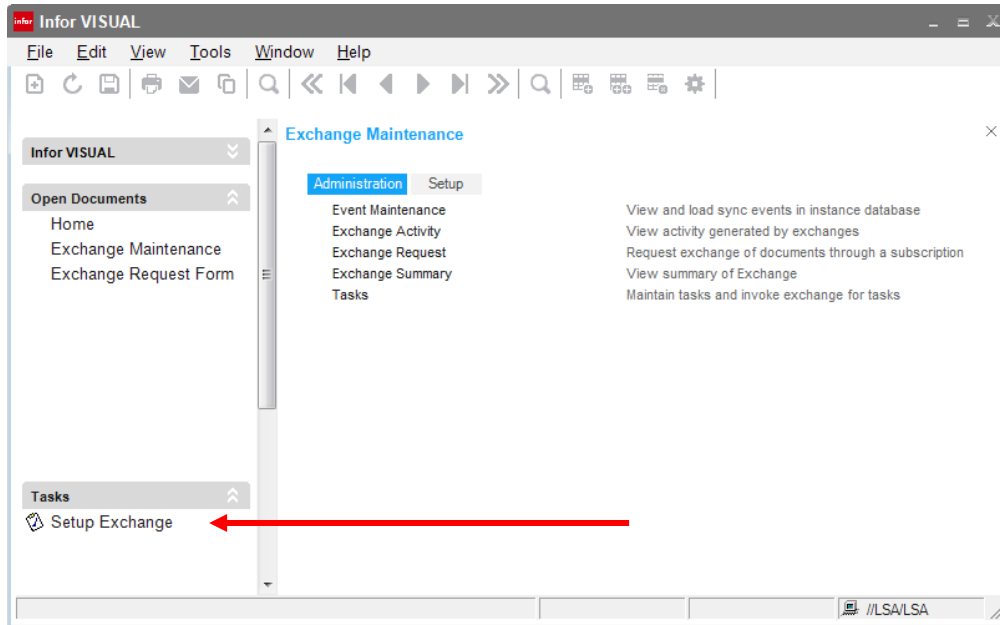 infor Infor VISUAL
File Edit View Tools Window Help
Infor VISUAL
Open Documents
Home
Exchange Maintenance
Exchange Request Form
Tasks
Setup Exchange
Exchange Maintenance
Administration Setup
Event Maintenance View and load sync events in instance database
Exchange Activity View activity generated by exchanges
Exchange Request Request exchange of documents through a subscription
Exchange Summary View summary of Exchange
Tasks Maintain tasks and invoke exchange for tasks
//LSA/LSA